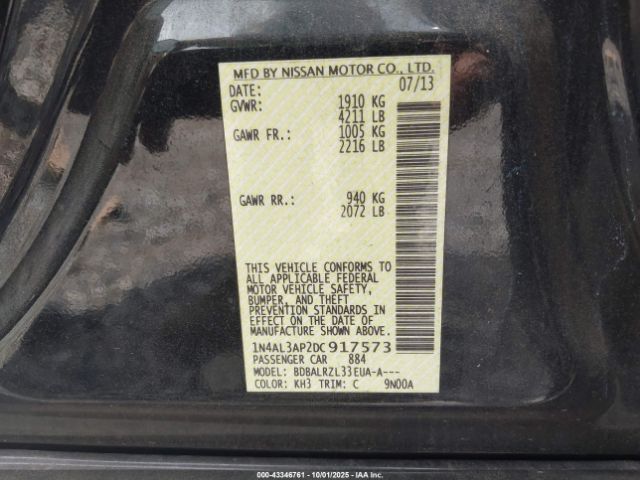 MFD BY NISSAN MOTOR CO., LTD.
DATE: 07/13
GVWR: 1910 KG
4211 LB
GAWR FR.: 1005 KG
2216 LB
GAWR RR.: 940 KG
2072 LB
THIS VEHICLE CONFORMS TO
ALL APPLICABLE FEDERAL
MOTOR VEHICLE SAFETY,
BUMPER, AND THEFT
PREVENTION STANDARDS IN
EFFECT ON THE DATE OF
MANUFACTURE SHOWN ABOVE.
1N4AL3AP2DC917573
PASSENGER CAR 884
MODEL: BDBALRZL33EUA-A---
COLOR: KH3 TRIM: C 9N00A
000-43346761 - 10/01/2025 - IAA Inc.